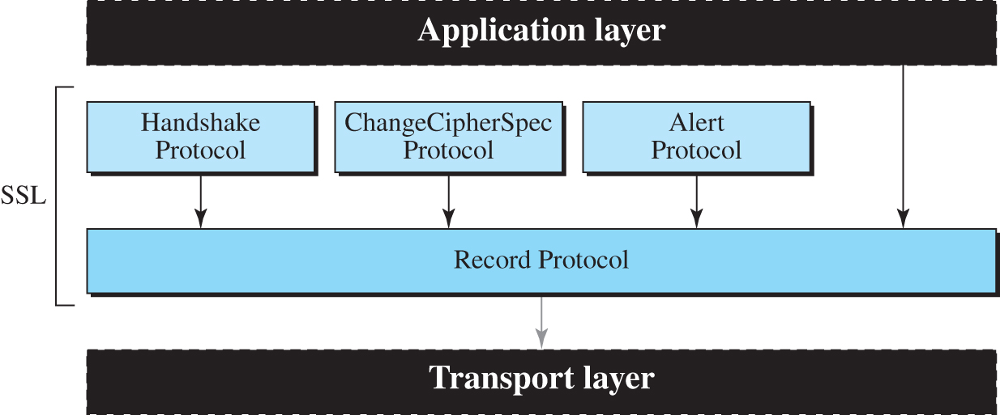 Application layer
Handshake
Protocol
ChangeCipherSpec
Protocol
Alert
Protocol
SSL
Record Protocol
Transport layer